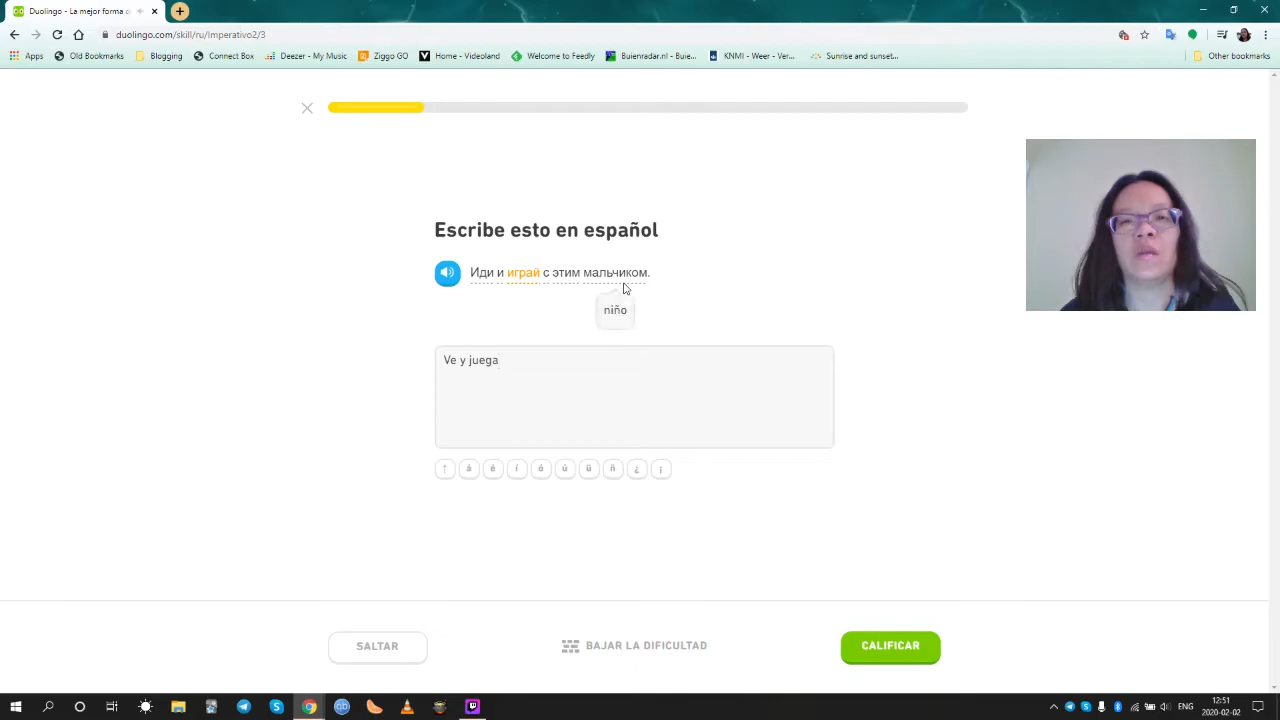 Duolingo - La mejor forma d
duolingo.com/skill/ru/Imperativo2/3
Apps
Old Bookmarks
Blogging
Connect Box
Deezer - My Music
Ziggo GO
Home - Videoland
Welcome to Feedly
Buienradar.nl -...
KNMI - Weer - Ver...
Sunrise and sunset...
Other bookmarks
Escribe esto en español
Иди и играй с этим мальчиком.
niño
Ve y juega
↑ á é í ó ú ü ñ ¿ ¡
SALTAR
BAJAR LA DIFICULTAD
CALIFICAR
ENG
12:51
2020-02-02